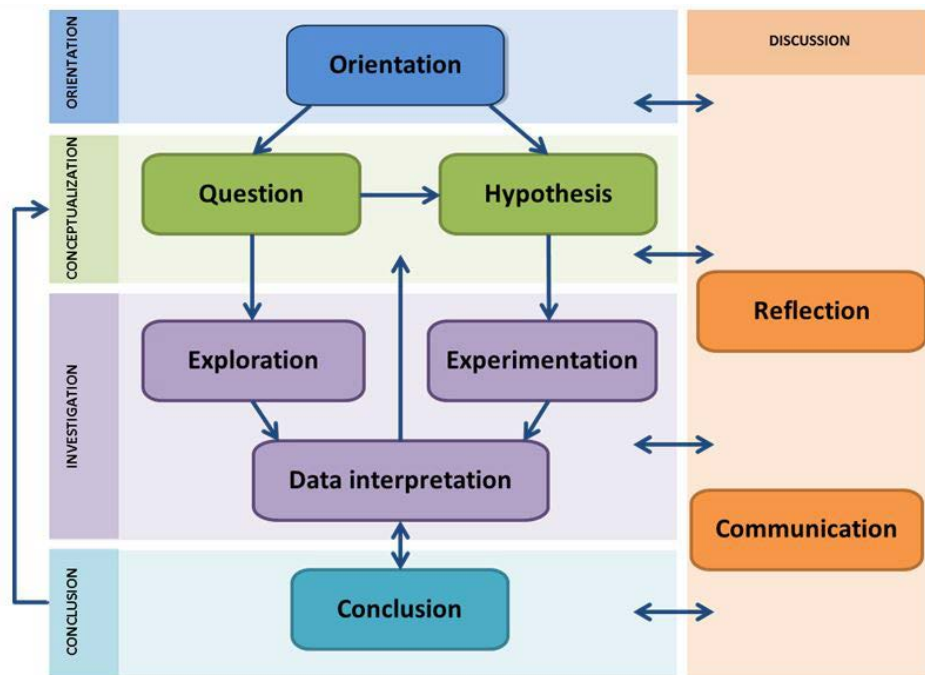 ORIENTATION
Orientation
DISCUSSION
CONCEPTUALIZATION
Question
Hypothesis
Reflection
INVESTIGATION
Exploration
Experimentation
Data interpretation
Communication
CONCLUSION
Conclusion